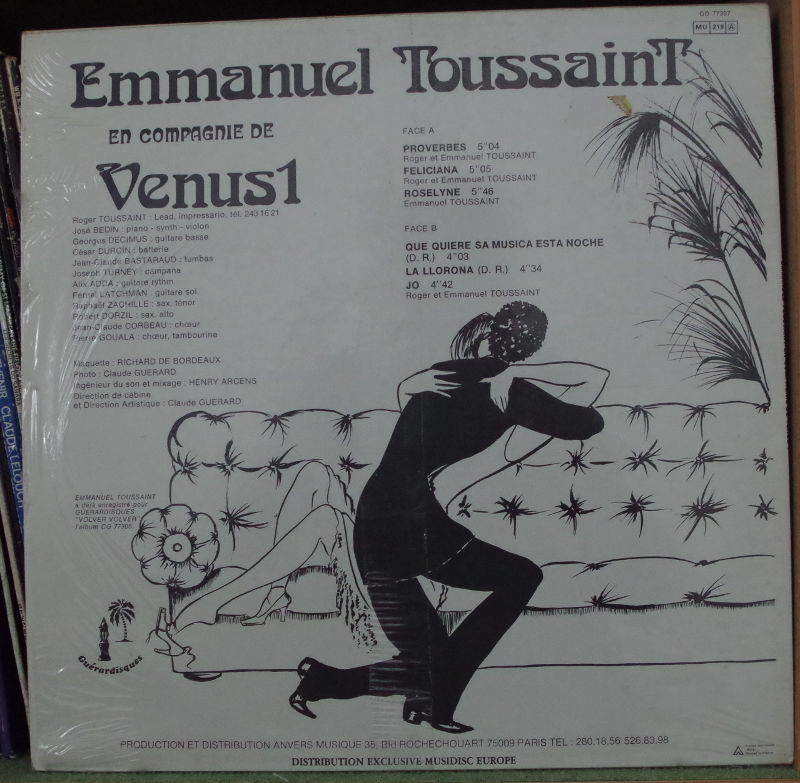 GD 77307
MU 219 A
Emmanuel Toussaint
EN COMPAGNIE DE
Venus1
Roger TOUSSAINT : Lead, impressario, tél. 243 16 21
José BEDIN : piano - synth - violon
Georgus DECIMUS : guitare basse
César DURCIN : batterie
Jean-Claude BASTARAUD : tumbas
Joseph TURNEY : campana
Alix ADDA : guitare rythm.
Fernel LATCHMAN : guitare sol.
Raphaël ZACHILLE : sax. ténor
Robert DORZIL : sax. alto
Jean-Claude CORBEAU : chœur
Pierre GOUALA : chœur, tambourine
Maquette : RICHARD DE BORDEAUX
Photo : Claude GUERARD
Ingénieur du son et mixage : HENRY ARCENS
Direction de cabine
et Direction Artistique : Claude GUERARD
FACE A
PROVERBES 5"04
Roger et Emmanuel TOUSSAINT
FELICIANA 5"05
Roger et Emmanuel TOUSSAINT
ROSELYNE 5"46
Emmanuel TOUSSAINT
FACE B
QUE QUIERE SA MUSICA ESTA NOCHE
(D. R.) 4"03
LA LLORONA (D. R.) 4"34
JO 4"42
Roger et Emmanuel TOUSSAINT
EMMANUEL TOUSSAINT
a déjà enregistré pour
GUERARDISQUES
"VOLVER VOLVER"
l'album CG 77305
Guérardisques
PRODUCTION ET DISTRIBUTION ANVERS MUSIQUE 35, Bld ROCHECHOUART 75009 PARIS TEL : 280.18.56 526.83.98
DISTRIBUTION EXCLUSIVE MUSIDISC EUROPE
CLAUDE LELOUCH